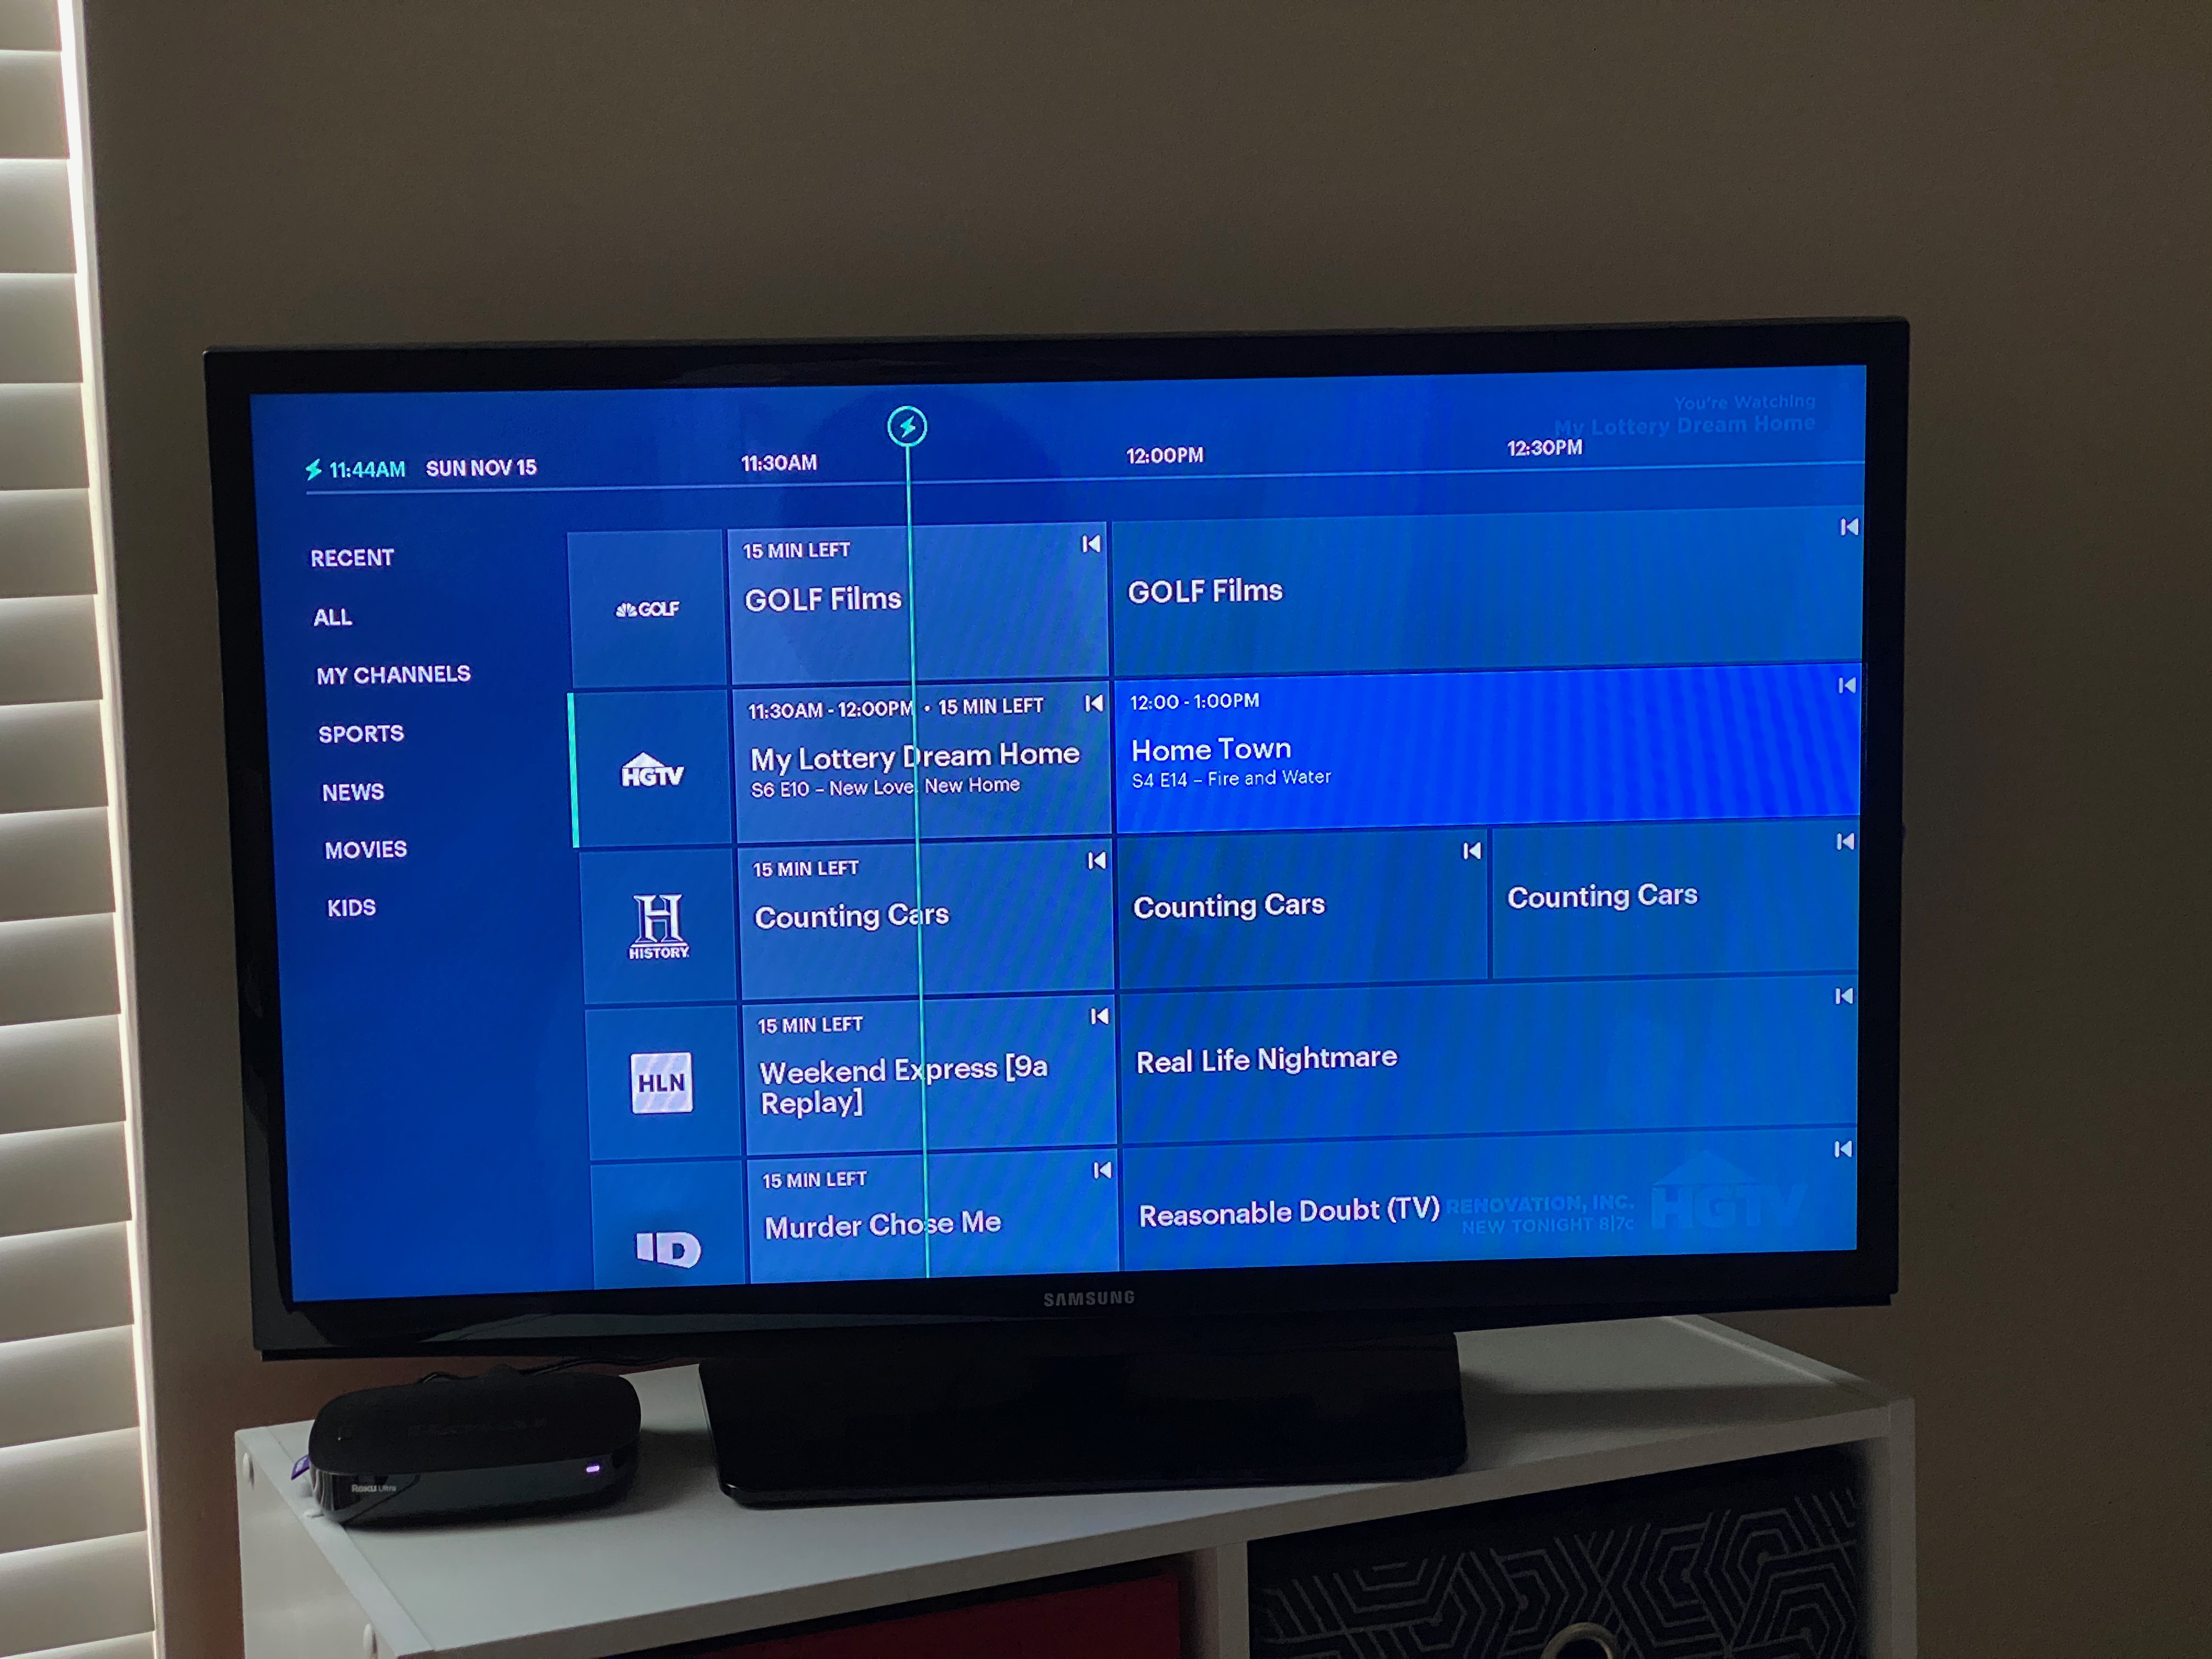 You're Watching
My Lottery Dream Home
11:44AM SUN NOV 15
11:30AM
12:00PM
12:30PM
RECENT
ALL
MY CHANNELS
SPORTS
NEWS
MOVIES
KIDS
GOLF
15 MIN LEFT
GOLF Films
GOLF Films
HGTV
11:30AM - 12:00PM • 15 MIN LEFT
My Lottery Dream Home
S6 E10 – New Love, New Home
12:00 - 1:00PM
Home Town
S4 E14 – Fire and Water
H
HISTORY
15 MIN LEFT
Counting Cars
Counting Cars
Counting Cars
HLN
15 MIN LEFT
Weekend Express [9a
Replay]
Real Life Nightmare
ID
15 MIN LEFT
Murder Chose Me
Reasonable Doubt (TV)
RENOVATION, INC.
NEW TONIGHT 8|7c
HGTV
SAMSUNG
Roku Ultra